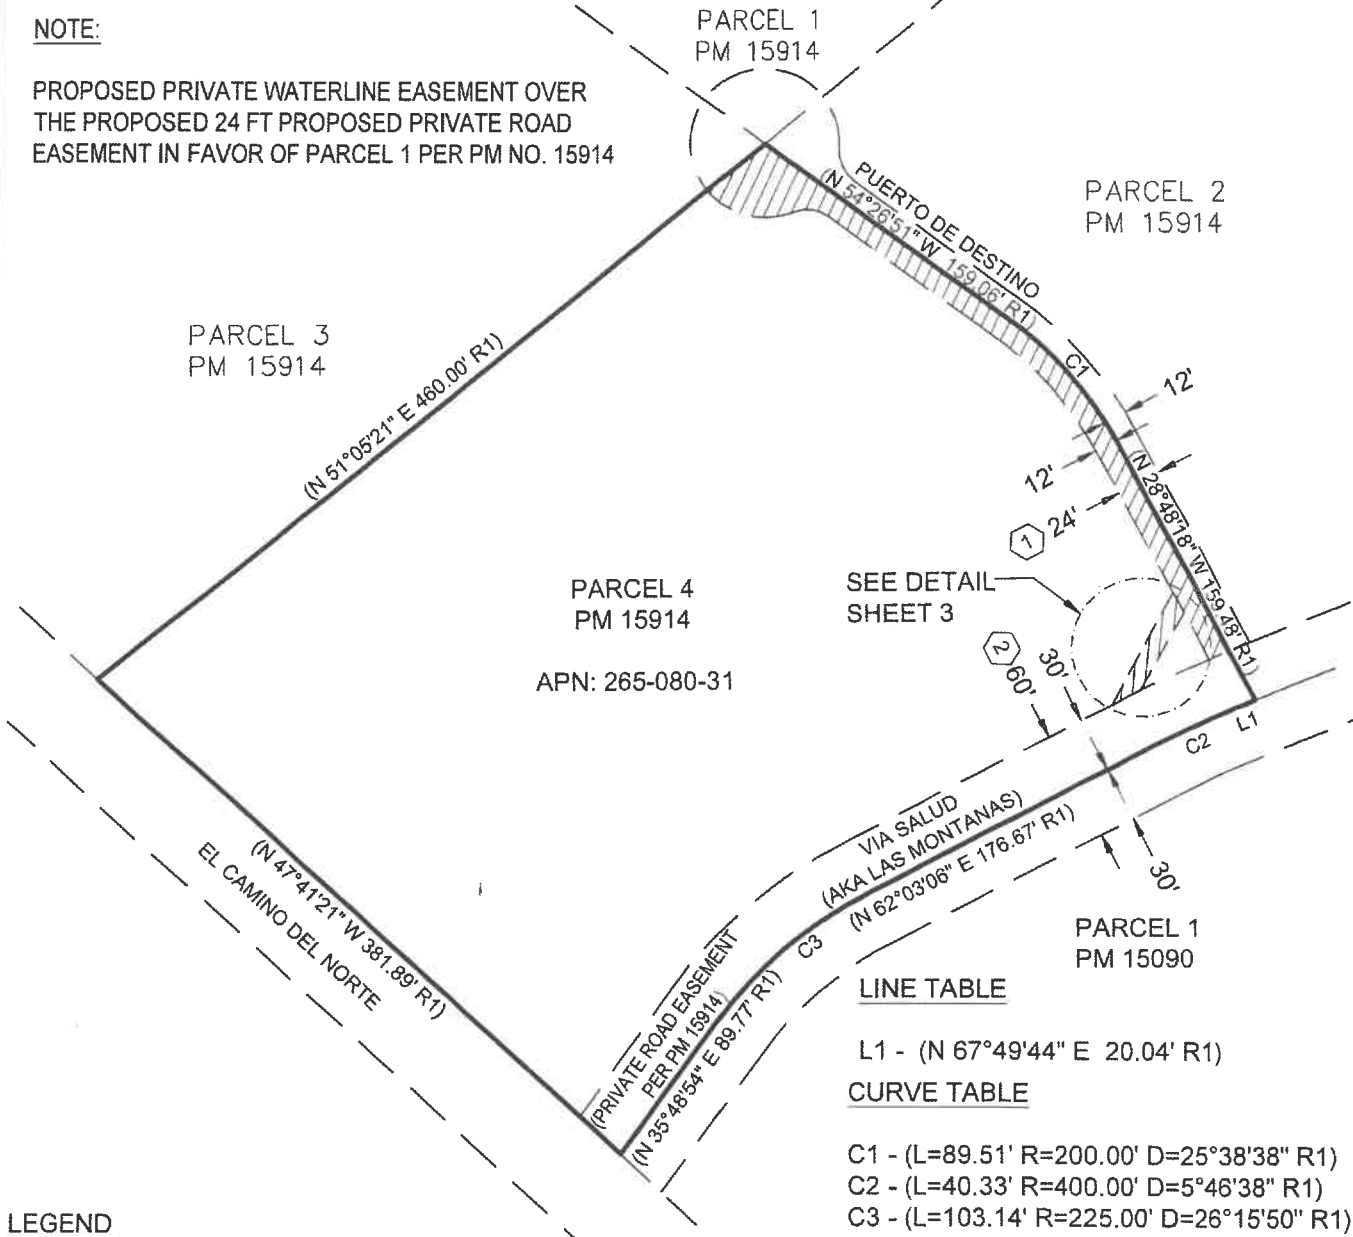 NOTE:
PROPOSED PRIVATE WATERLINE EASEMENT OVER
THE PROPOSED 24 FT PROPOSED PRIVATE ROAD
EASEMENT IN FAVOR OF PARCEL 1 PER PM NO. 15914
PARCEL 1
PM 15914
PARCEL 2
PM 15914
PUERTO DE DESTINO
(N 54°26'51" W 159.06' R1)
PARCEL 3
PM 15914
(N 51°05'21" E 460.00' R1)
C1
12'
12'
1 24'
(N 28°48'18" W 159.48' R1)
PARCEL 4
PM 15914
APN: 265-080-31
SEE DETAIL
SHEET 3
2 60'
30'
L1
C2
VIA SALUD
(AKA LAS MONTANAS)
(N 62°03'06" E 176.67' R1)
30'
C3
(N 47°41'21" W 381.89' R1)
EL CAMINO DEL NORTE
(PRIVATE ROAD EASEMENT
PER PM 15914)
(N 35°48'54" E 89.77' R1)
PARCEL 1
PM 15090
LINE TABLE
L1 - (N 67°49'44" E 20.04' R1)
CURVE TABLE
C1 - (L=89.51' R=200.00' D=25°38'38" R1)
C2 - (L=40.33' R=400.00' D=5°46'38" R1)
C3 - (L=103.14' R=225.00' D=26°15'50" R1)
LEGEND